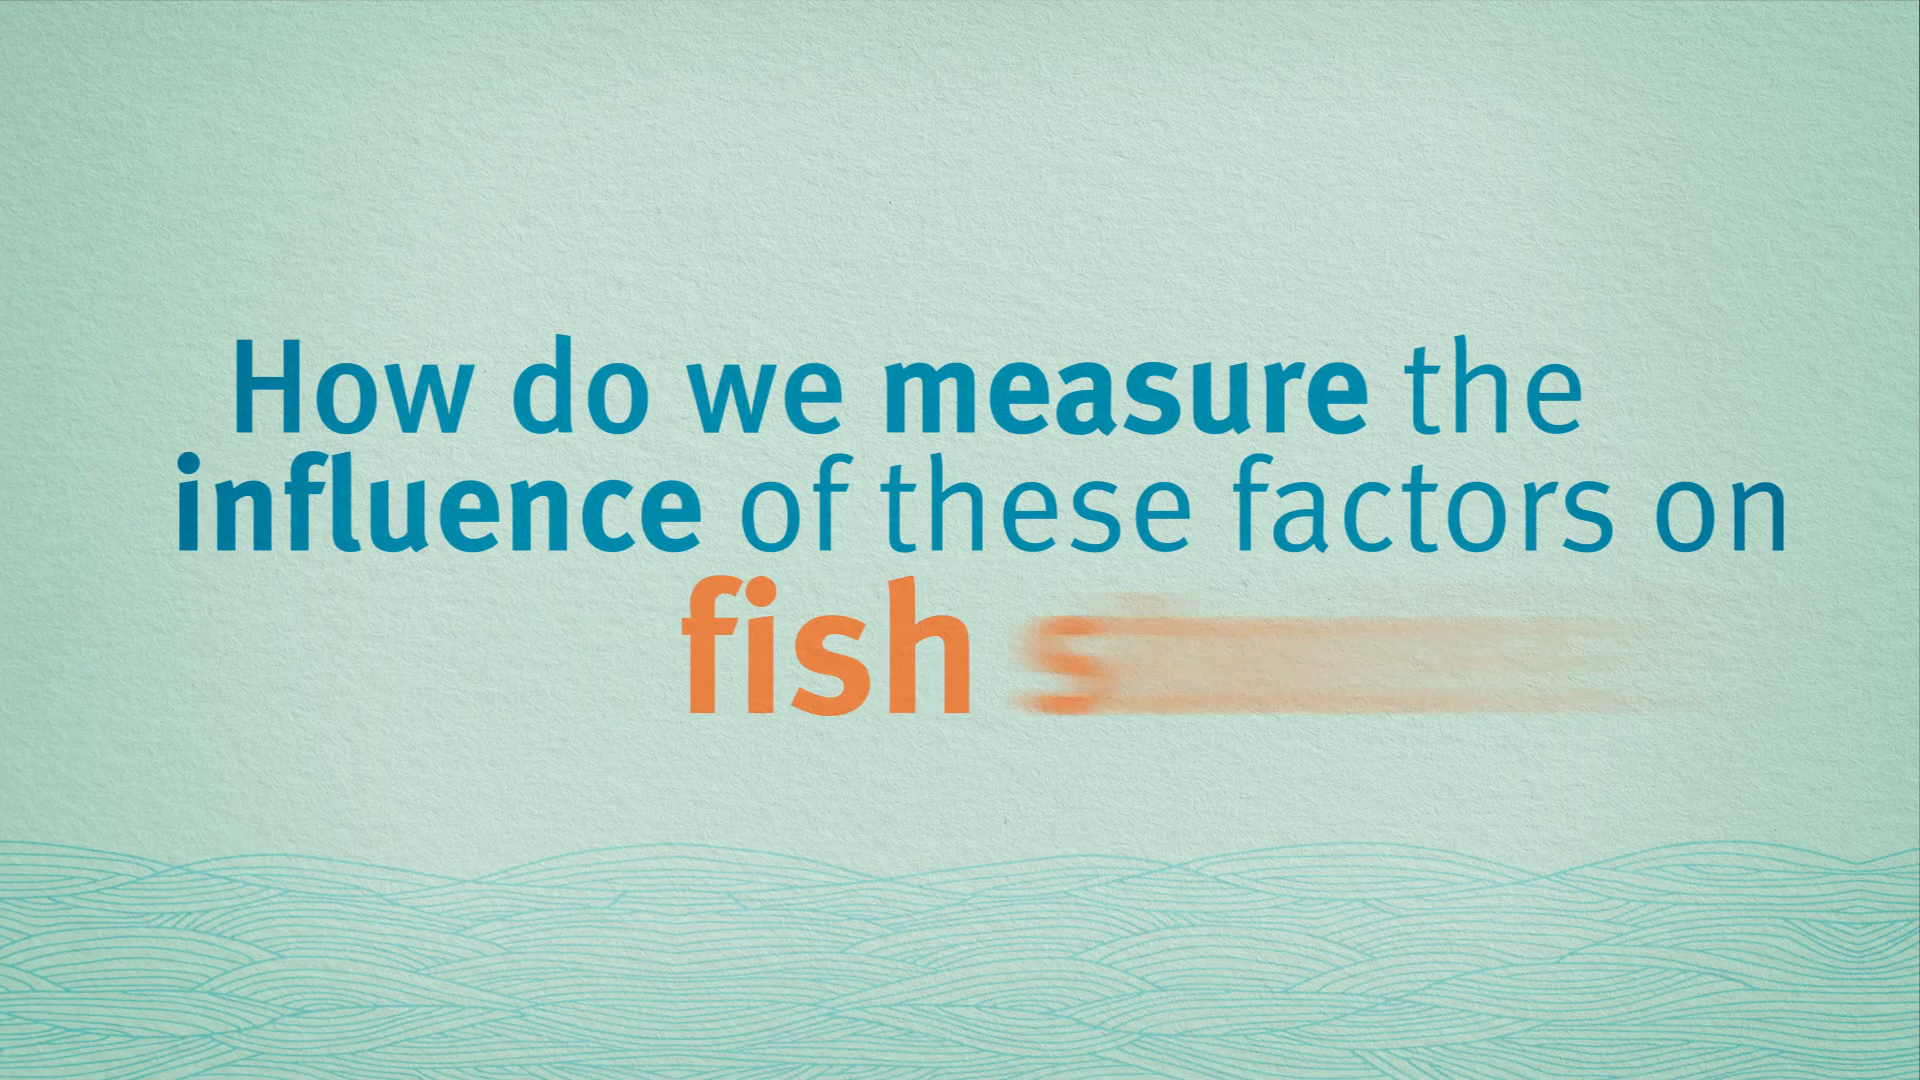 How do we measure the
influence of these factors on
fish